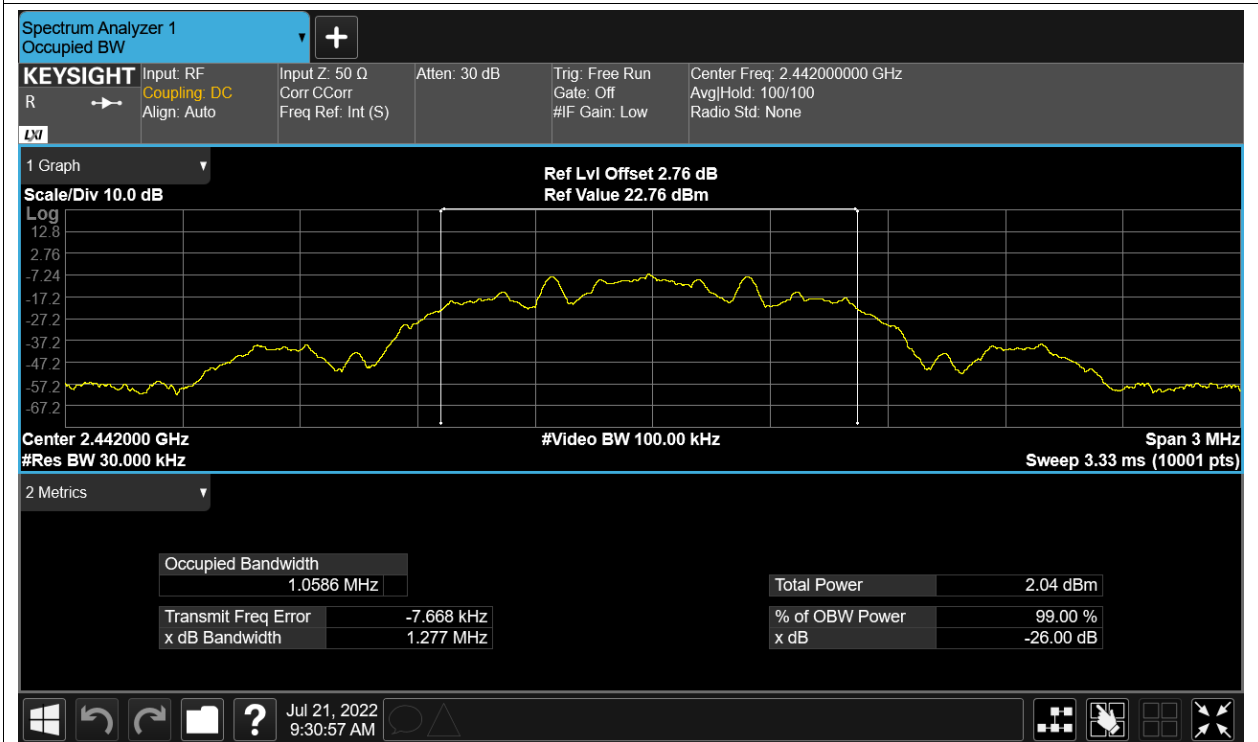 Spectrum Analyzer 1
Occupied BW
KEYSIGHT
R
LXI
Input: RF
Coupling: DC
Align: Auto
Input Z: 50 Ω
Corr CCorr
Freq Ref: Int (S)
Atten: 30 dB
Trig: Free Run
Gate: Off
#IF Gain: Low
Center Freq: 2.442000000 GHz
Avg|Hold: 100/100
Radio Std: None
1 Graph
Scale/Div 10.0 dB
Ref Lvl Offset 2.76 dB
Ref Value 22.76 dBm
Log
12.8
2.76
-7.24
-17.2
-27.2
-37.2
-47.2
-57.2
-67.2
Center 2.442000 GHz
#Res BW 30.000 kHz
#Video BW 100.00 kHz
Span 3 MHz
Sweep 3.33 ms (10001 pts)
2 Metrics
Occupied Bandwidth
1.0586 MHz
Transmit Freq Error -7.668 kHz
x dB Bandwidth 1.277 MHz
Total Power 2.04 dBm
% of OBW Power 99.00 %
x dB -26.00 dB
?
Jul 21, 2022
9:30:57 AM